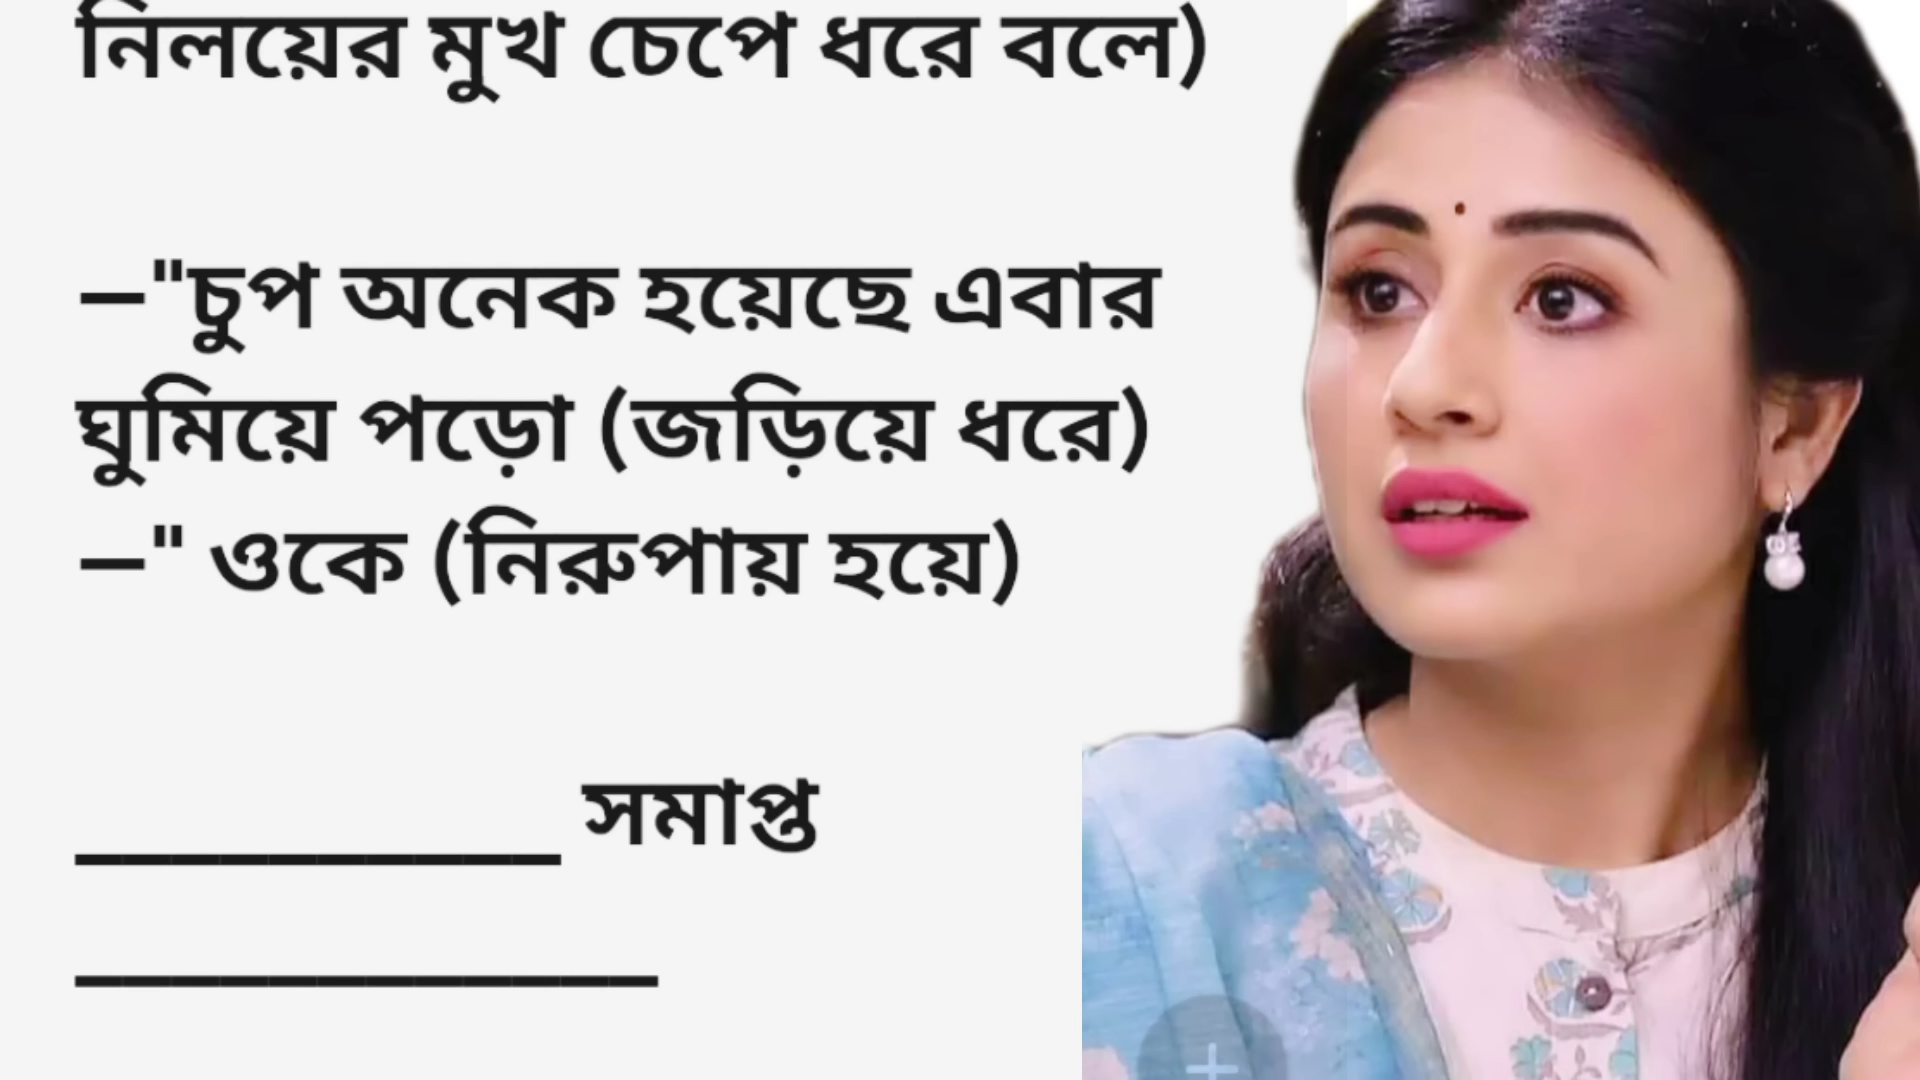 নিলয়ের মুখ চেপে ধরে বলে)
—"চুপ অনেক হয়েছে এবার
ঘুমিয়ে পড়ো (জড়িয়ে ধরে)
—" ওকে (নিরুপায় হয়ে)
__________ সমাপ্ত
____________